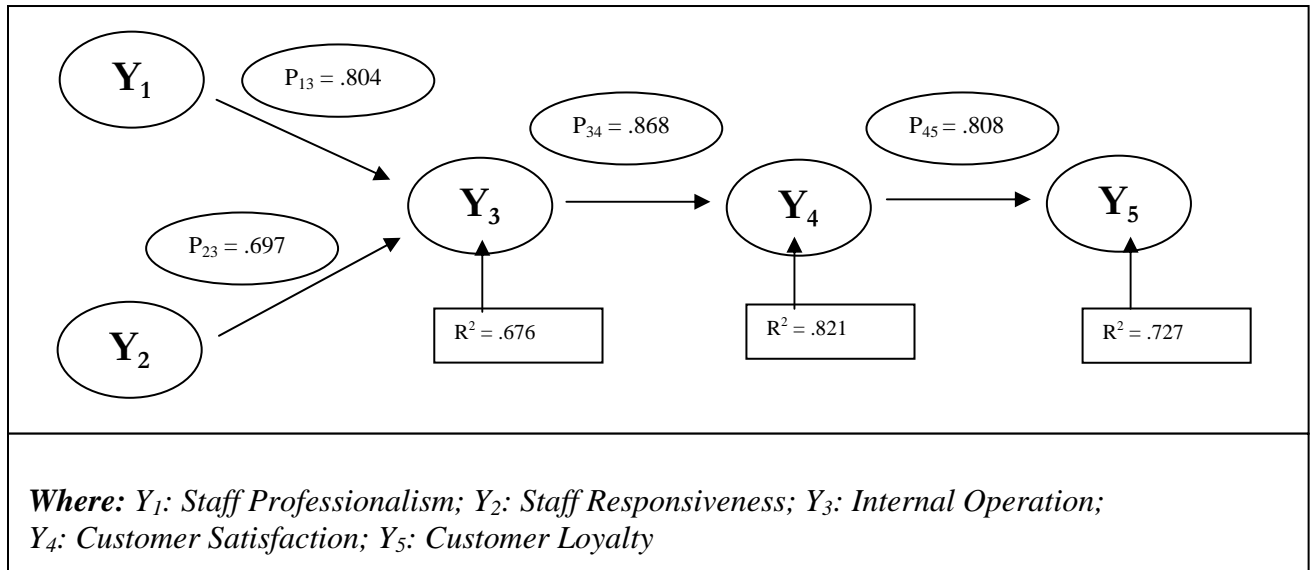 Y₁
P₁₃ = .804
P₃₄ = .868
P₄₅ = .808
Y₃
Y₄
Y₅
P₂₃ = .697
Y₂
R² = .676
R² = .821
R² = .727
Where: Y₁: Staff Professionalism; Y₂: Staff Responsiveness; Y₃: Internal Operation;
Y₄: Customer Satisfaction; Y₅: Customer Loyalty